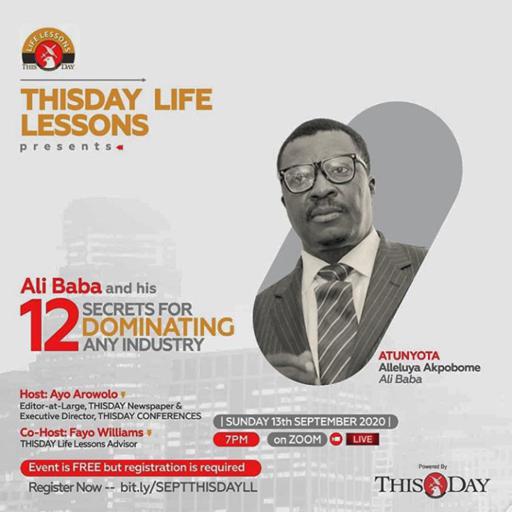 LIFE LESSONS
THIS DAY
THISDAY LIFE
LESSONS
presents
Ali Baba and his
12 SECRETS FOR
DOMINATING
ANY INDUSTRY
ATUNYOTA
Alleluya Akpobome
Ali Baba
Host: Ayo Arowolo
Editor-at-Large, THISDAY Newspaper &
Executive Director, THISDAY CONFERENCES
Co-Host: Fayo Williams
THISDAY Life Lessons Advisor
| SUNDAY 13th SEPTEMBER 2020 |
7PM on ZOOM LIVE
Event is FREE but registration is required
Register Now -- bit.ly/SEPTTHISDAYLL
Powered By
THISDAY